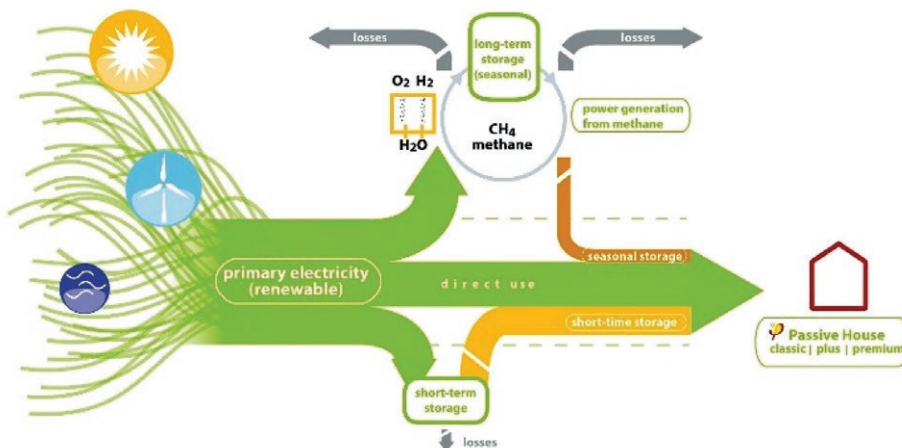 losses
long-term
storage
(seasonal)
losses
O2 H2
H2O
CH4
methane
power generation
from methane
primary electricity
(renewable)
direct use
seasonal storage
short-time storage
Passive House
classic | plus | premium
short-term
storage
losses